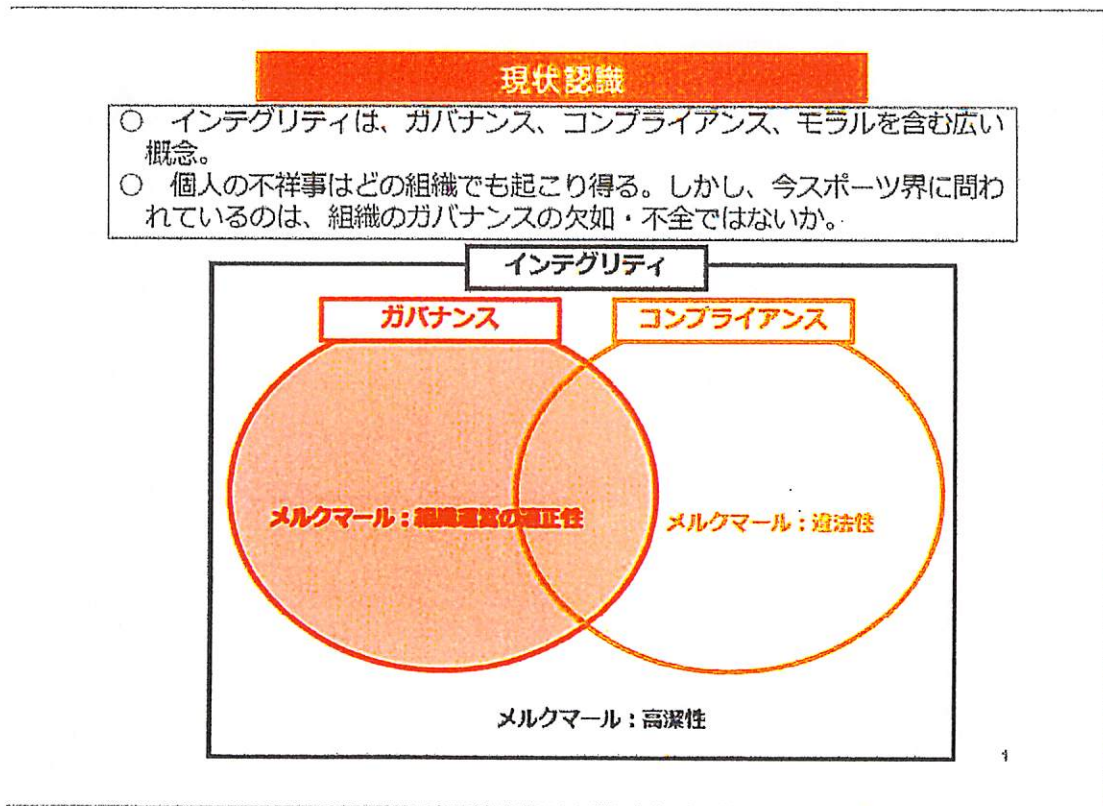 現状認識
○ インテグリティは、ガバナンス、コンプライアンス、モラルを含む広い
概念。
○ 個人の不祥事はどの組織でも起こり得る。しかし、今スポーツ界に問わ
れているのは、組織のガバナンスの欠如・不全ではないか。
インテグリティ
ガバナンス
コンプライアンス
メルクマール：組織運営の適正性
メルクマール：違法性
メルクマール：高潔性
1